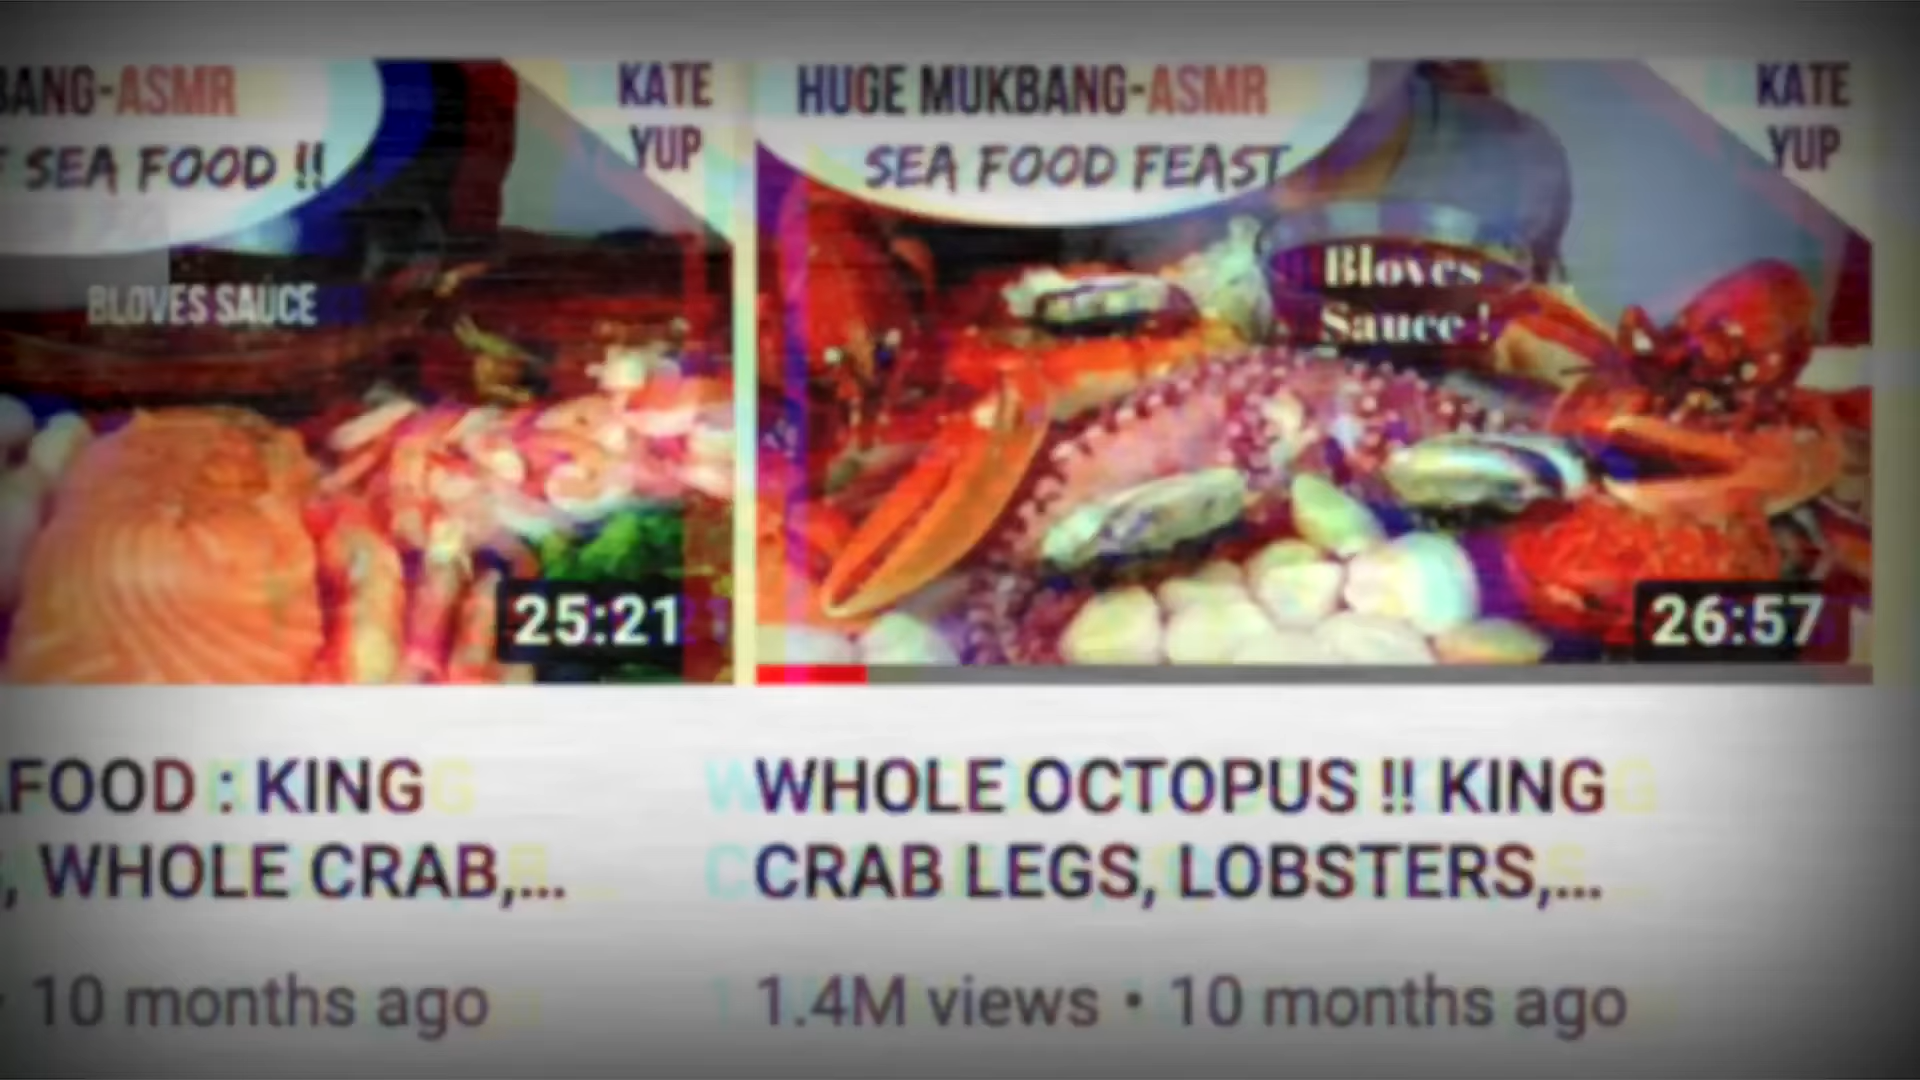 BANG-ASMR
F SEA FOOD !!
KATE
YUP
BLOVES SAUCE
25:21
FOOD : KING
, WHOLE CRAB,...
· 10 months ago
HUGE MUKBANG-ASMR
SEA FOOD FEAST
KATE
YUP
Bloves
Sauce !
26:57
WHOLE OCTOPUS !! KING
CRAB LEGS, LOBSTERS,...
1.4M views • 10 months ago